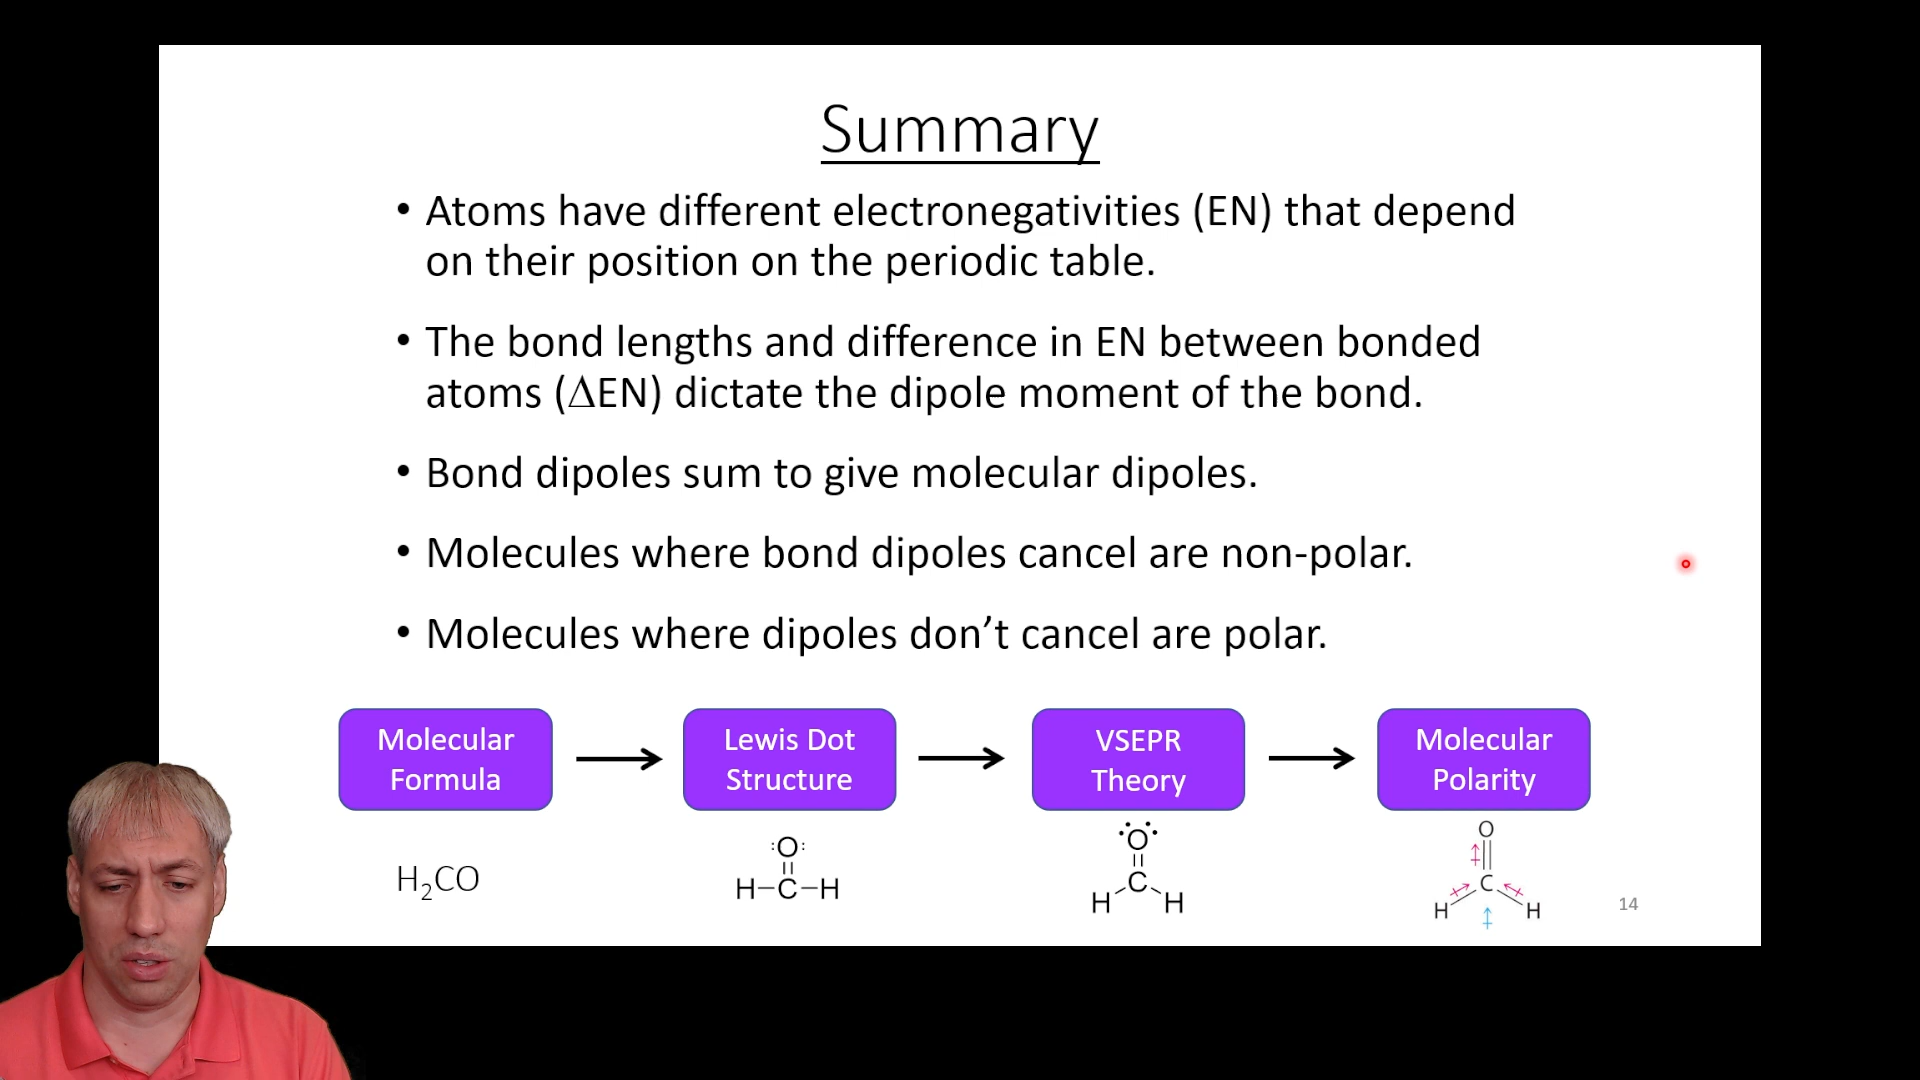 Summary
• Atoms have different electronegativities (EN) that depend
on their position on the periodic table.
• The bond lengths and difference in EN between bonded
atoms (ΔEN) dictate the dipole moment of the bond.
• Bond dipoles sum to give molecular dipoles.
• Molecules where bond dipoles cancel are non-polar.
• Molecules where dipoles don’t cancel are polar.
Molecular
Formula
Lewis Dot
Structure
VSEPR
Theory
Molecular
Polarity
H₂CO
:O:
H–C–H
O
C
H H
O
C
H H
14